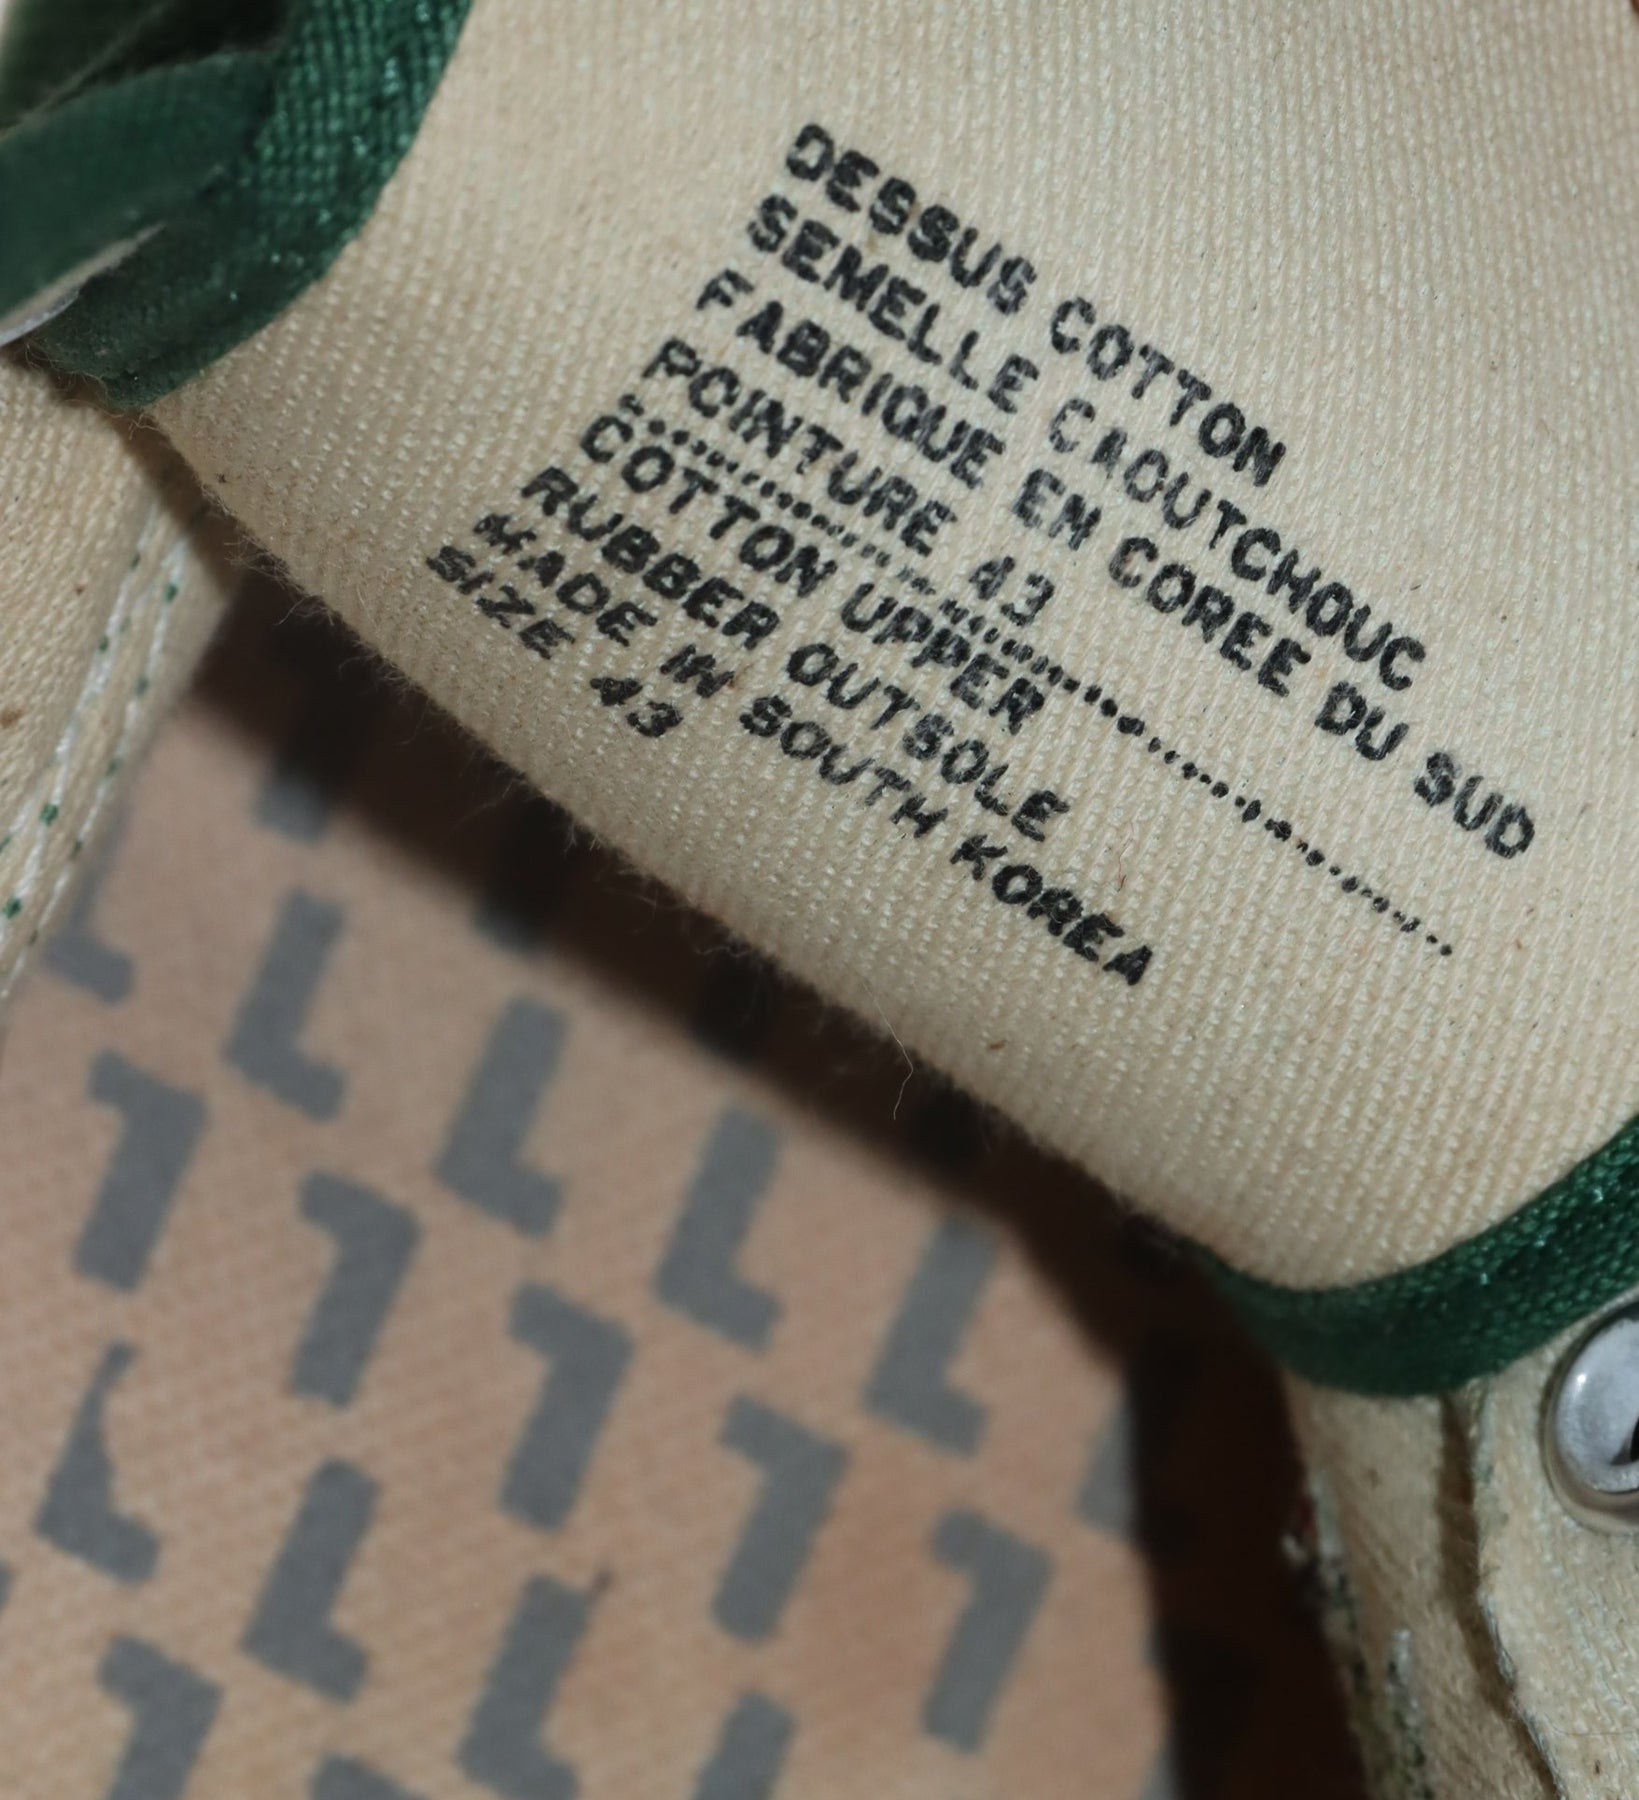 DESSUS COTTON
SEMELLE CAOUTCHOUC
FABRIQUE EN COREE DU SUD
POINTURE 43
COTTON UPPER
RUBBER OUTSOLE
MADE IN SOUTH KOREA
SIZE 43